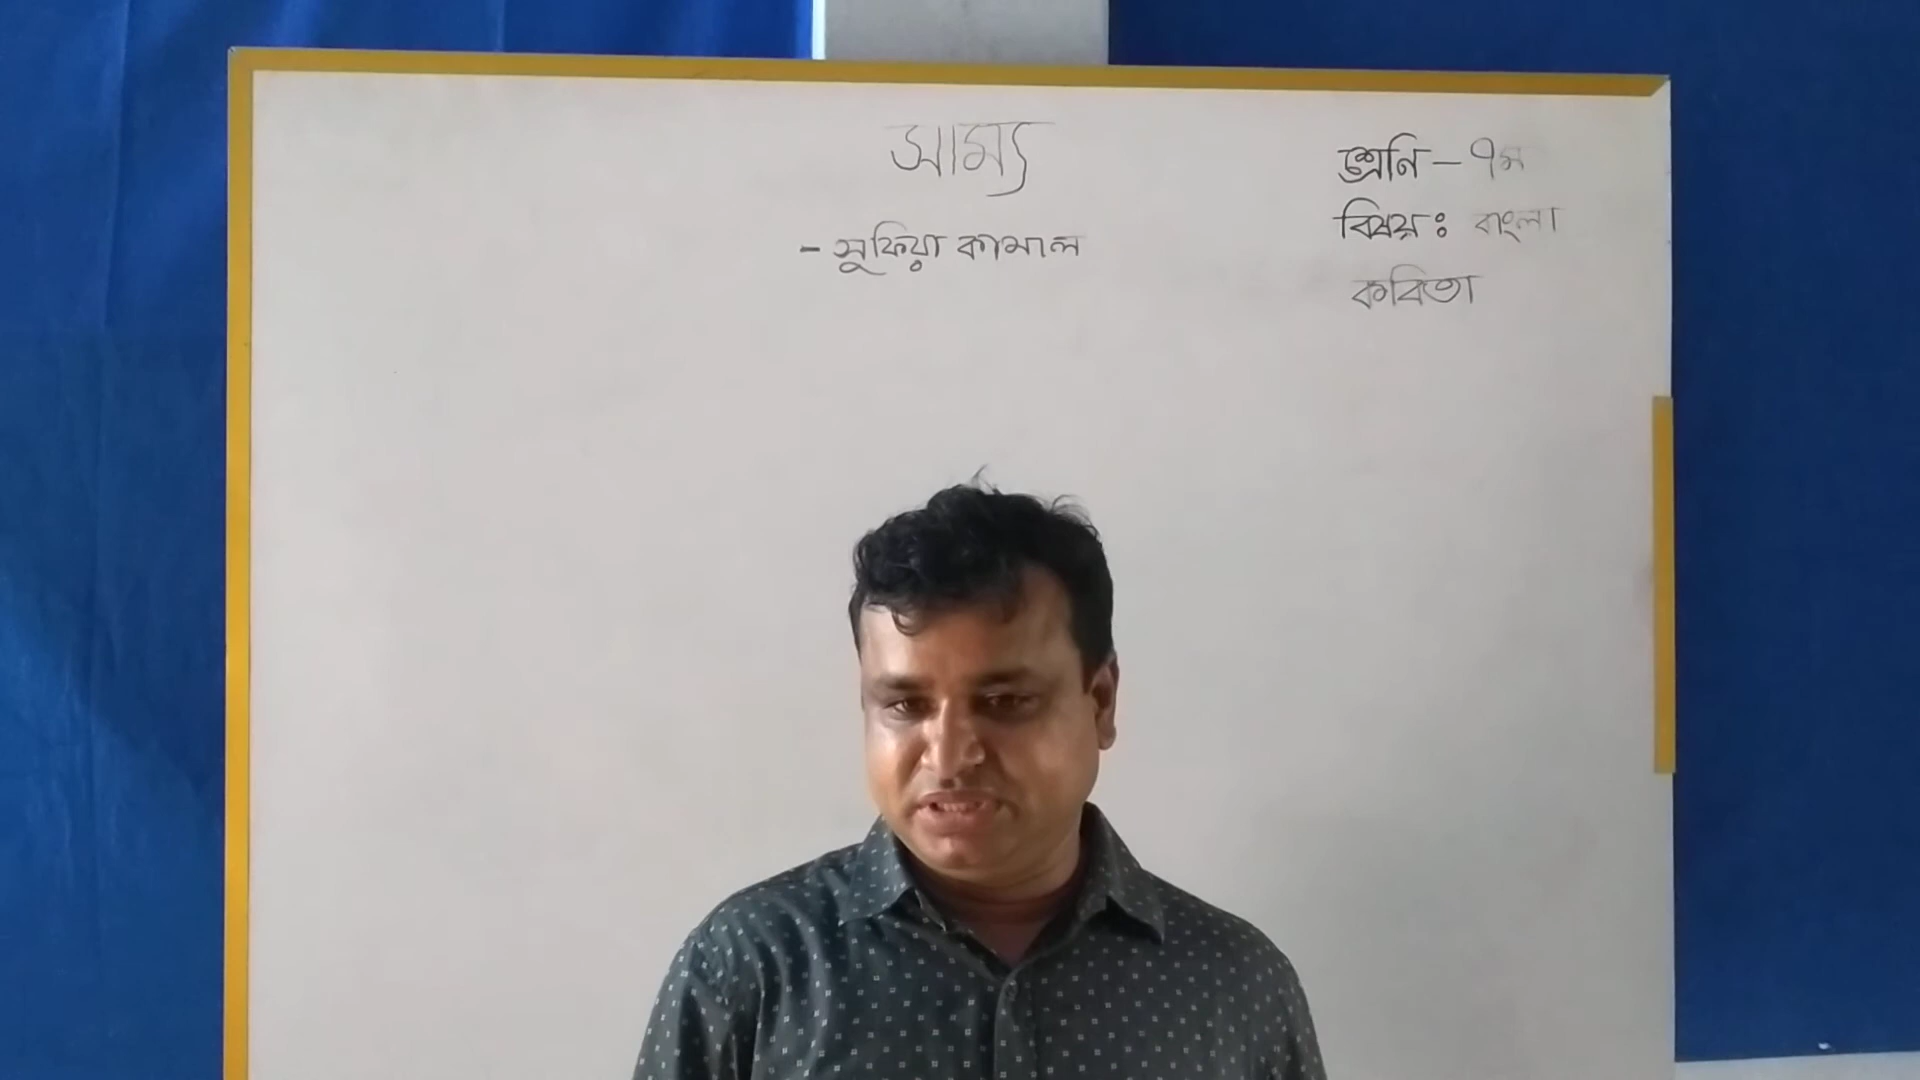 সাম্য
- সুফিয়া কামাল
শ্রেণি - ৭ম
বিষয়ঃ বাংলা
কবিতা